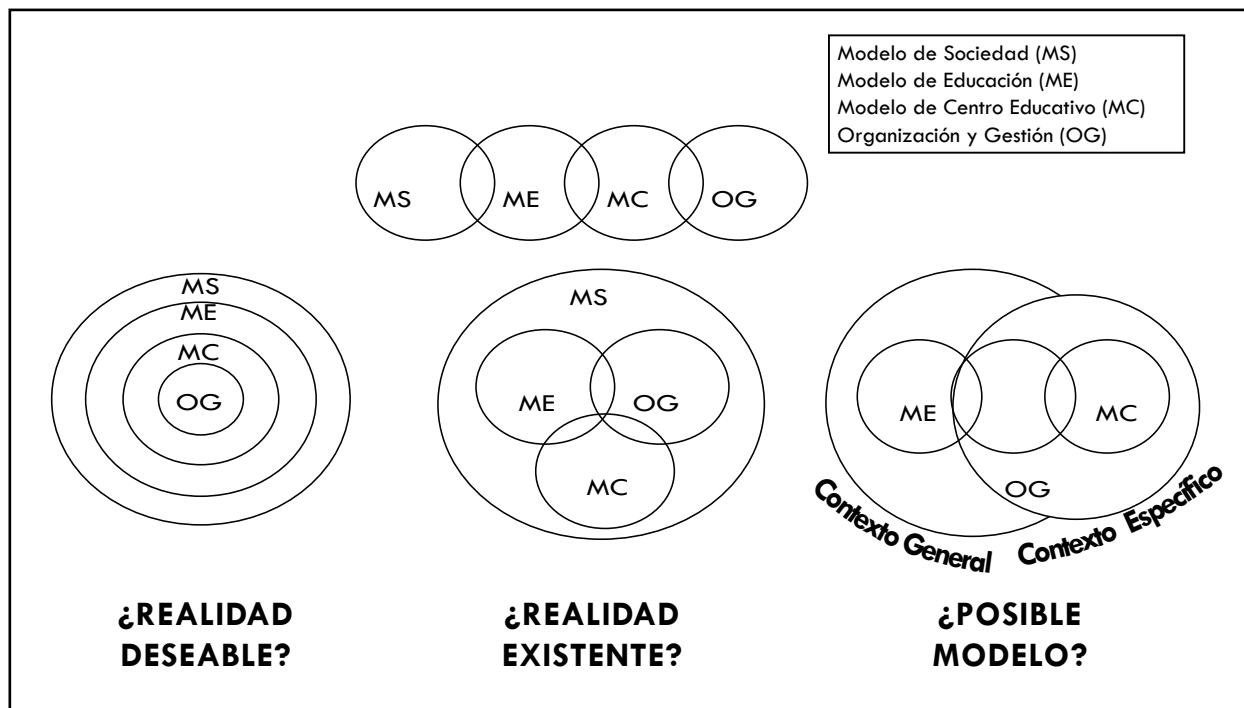 Modelo de Sociedad (MS)
Modelo de Educación (ME)
Modelo de Centro Educativo (MC)
Organización y Gestión (OG)
MS
ME
MC
OG
MS
ME
MC
OG
MS
ME
OG
MC
ME
MC
OG
Contexto General
Contexto Específico
¿REALIDAD
DESEABLE?
¿REALIDAD
EXISTENTE?
¿POSIBLE
MODELO?